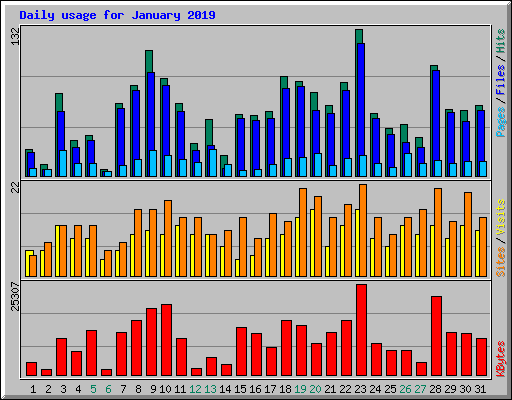 Daily usage for January 2019
132
Pages / Files / Hits
22
Sites / Visits
25307
KBytes
1 2 3 4 5 6 7 8 9 10 11 12 13 14 15 16 17 18 19 20 21 22 23 24 25 26 27 28 29 30 31